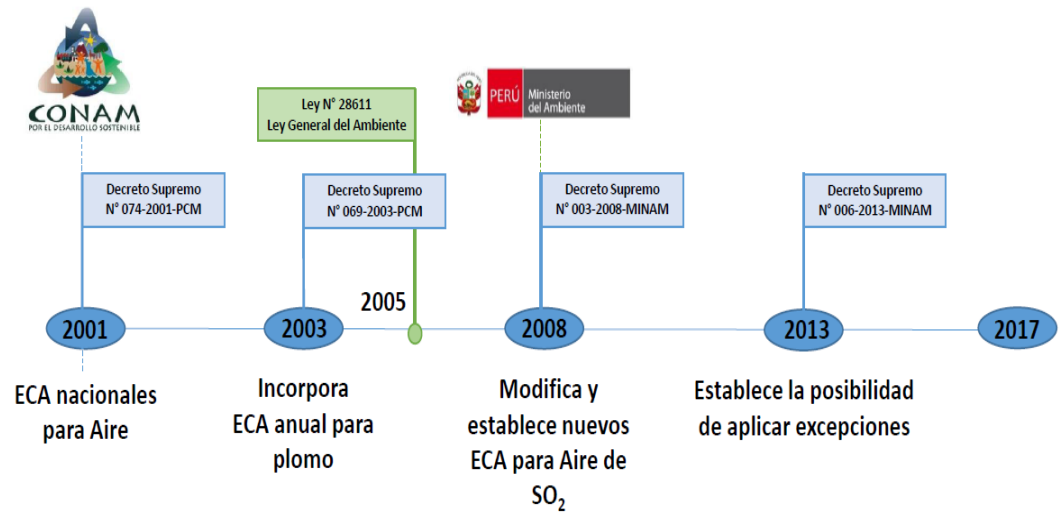 CONAM
POR EL DESARROLLO SOSTENIBLE
Ley N° 28611
Ley General del Ambiente
PERÚ
Ministerio
del Ambiente
Decreto Supremo
N° 074-2001-PCM
Decreto Supremo
N° 069-2003-PCM
Decreto Supremo
N° 003-2008-MINAM
Decreto Supremo
N° 006-2013-MINAM
2001
2003
2005
2008
2013
2017
ECA nacionales
para Aire
Incorpora
ECA anual para
plomo
Modifica y
establece nuevos
ECA para Aire de
SO₂
Establece la posibilidad
de aplicar excepciones